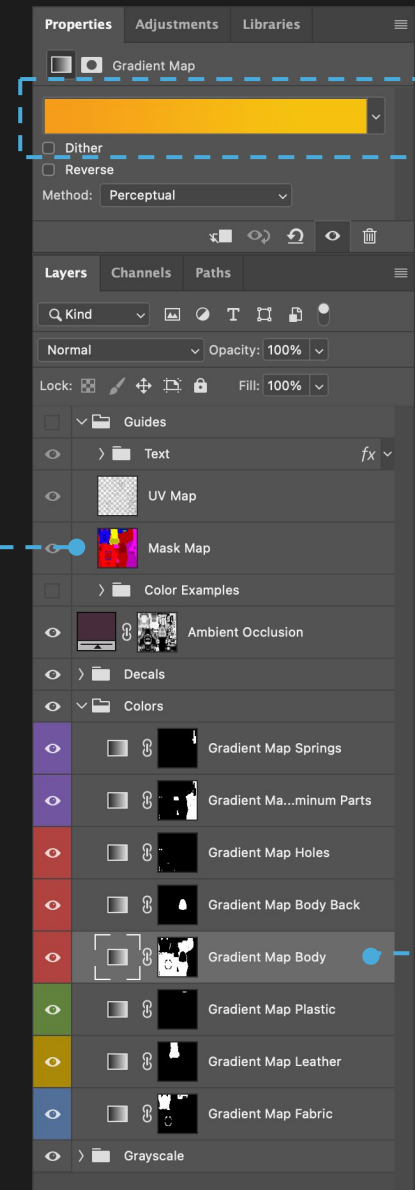 Properties Adjustments Libraries
Gradient Map
Dither
Reverse
Method: Perceptual
Layers Channels Paths
Kind
Normal Opacity: 100%
Lock: Fill: 100%
Guides
Text fx
UV Map
Mask Map
Color Examples
Ambient Occlusion
Decals
Colors
Gradient Map Springs
Gradient Ma...minum Parts
Gradient Map Holes
Gradient Map Body Back
Gradient Map Body
Gradient Map Plastic
Gradient Map Leather
Gradient Map Fabric
Grayscale